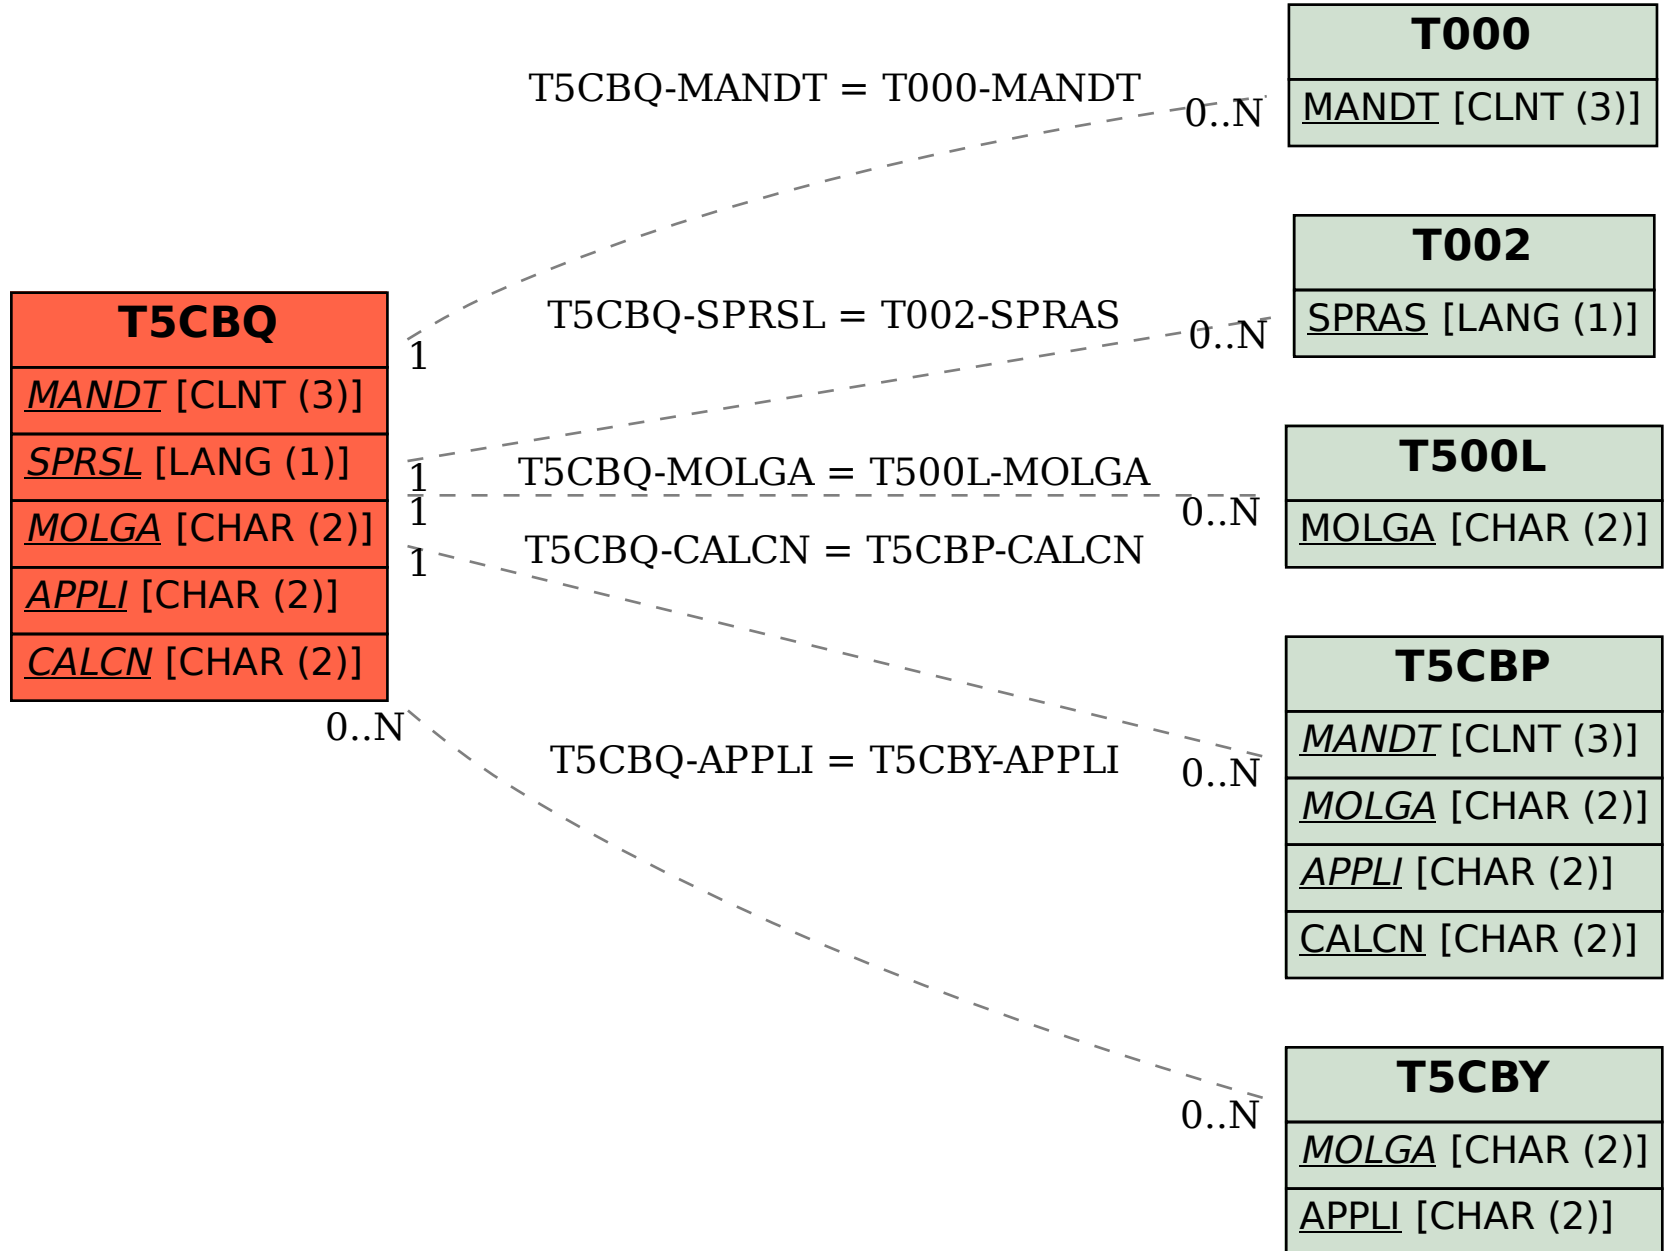 T5CBQ
MANDT [CLNT (3)]
SPRSL [LANG (1)]
MOLGA [CHAR (2)]
APPLI [CHAR (2)]
CALCN [CHAR (2)]
T5CBQ-MANDT = T000-MANDT
1
0..N
T5CBQ-SPRSL = T002-SPRAS
1
0..N
T5CBQ-MOLGA = T500L-MOLGA
1
0..N
T5CBQ-CALCN = T5CBP-CALCN
1
0..N
T5CBQ-APPLI = T5CBY-APPLI
0..N
0..N
T000
MANDT [CLNT (3)]
T002
SPRAS [LANG (1)]
T500L
MOLGA [CHAR (2)]
T5CBP
MANDT [CLNT (3)]
MOLGA [CHAR (2)]
APPLI [CHAR (2)]
CALCN [CHAR (2)]
T5CBY
MOLGA [CHAR (2)]
APPLI [CHAR (2)]